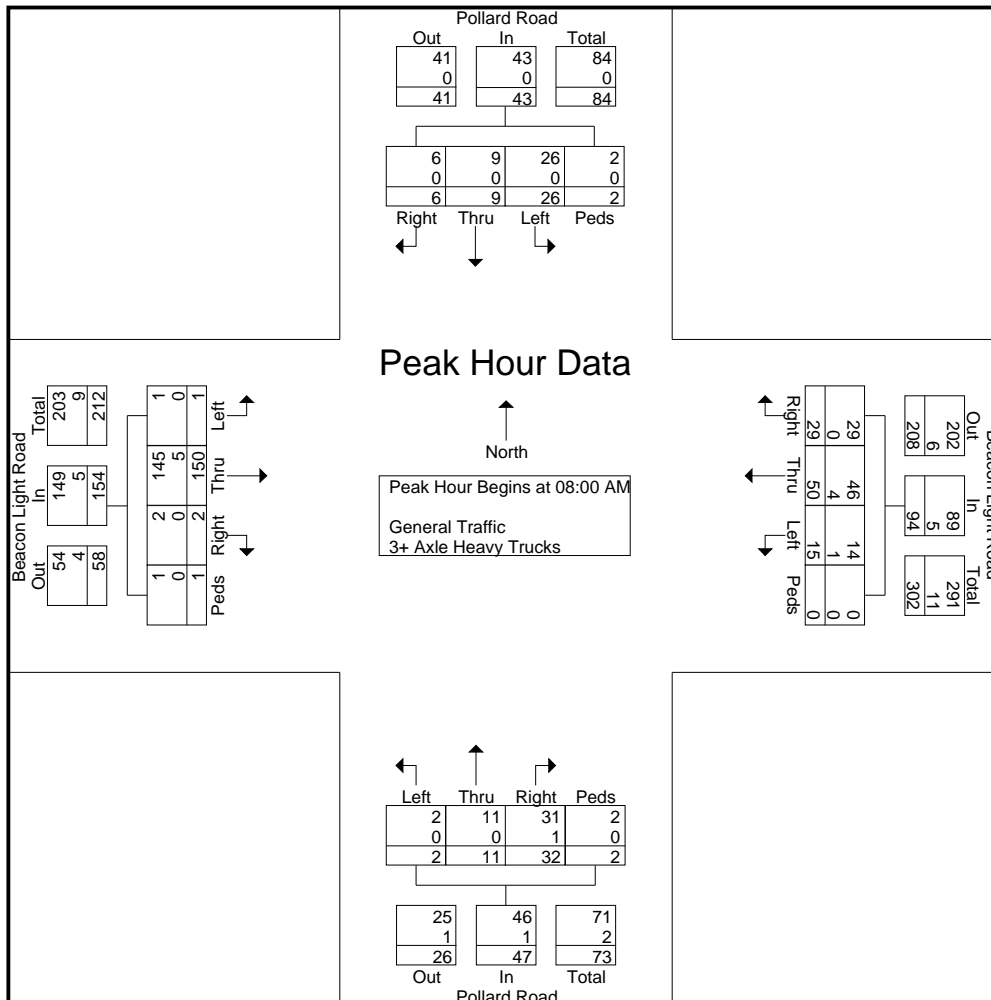 Pollard Road
Out In Total
41 43 84
0 0 0
41 43 84
6 9 26 2
0 0 0 0
6 9 26 2
Right Thru Left Peds
Peak Hour Data
North
Peak Hour Begins at 08:00 AM
General Traffic
3+ Axle Heavy Trucks
Beacon Light Road
Out In Total
54 149 203
4 5 9
58 154 212
1 2 145 1
0 0 5 0
1 2 150 1
Peds Right Thru Left
Out In Total
202 89 291
6 5 11
208 94 302
29 46 14 0
0 4 1 0
29 50 15 0
Right Thru Left Peds
Left Thru Right Peds
2 11 31 2
0 0 1 0
2 11 32 2
25 46 71
1 1 2
26 47 73
Out In Total
Pollard Road